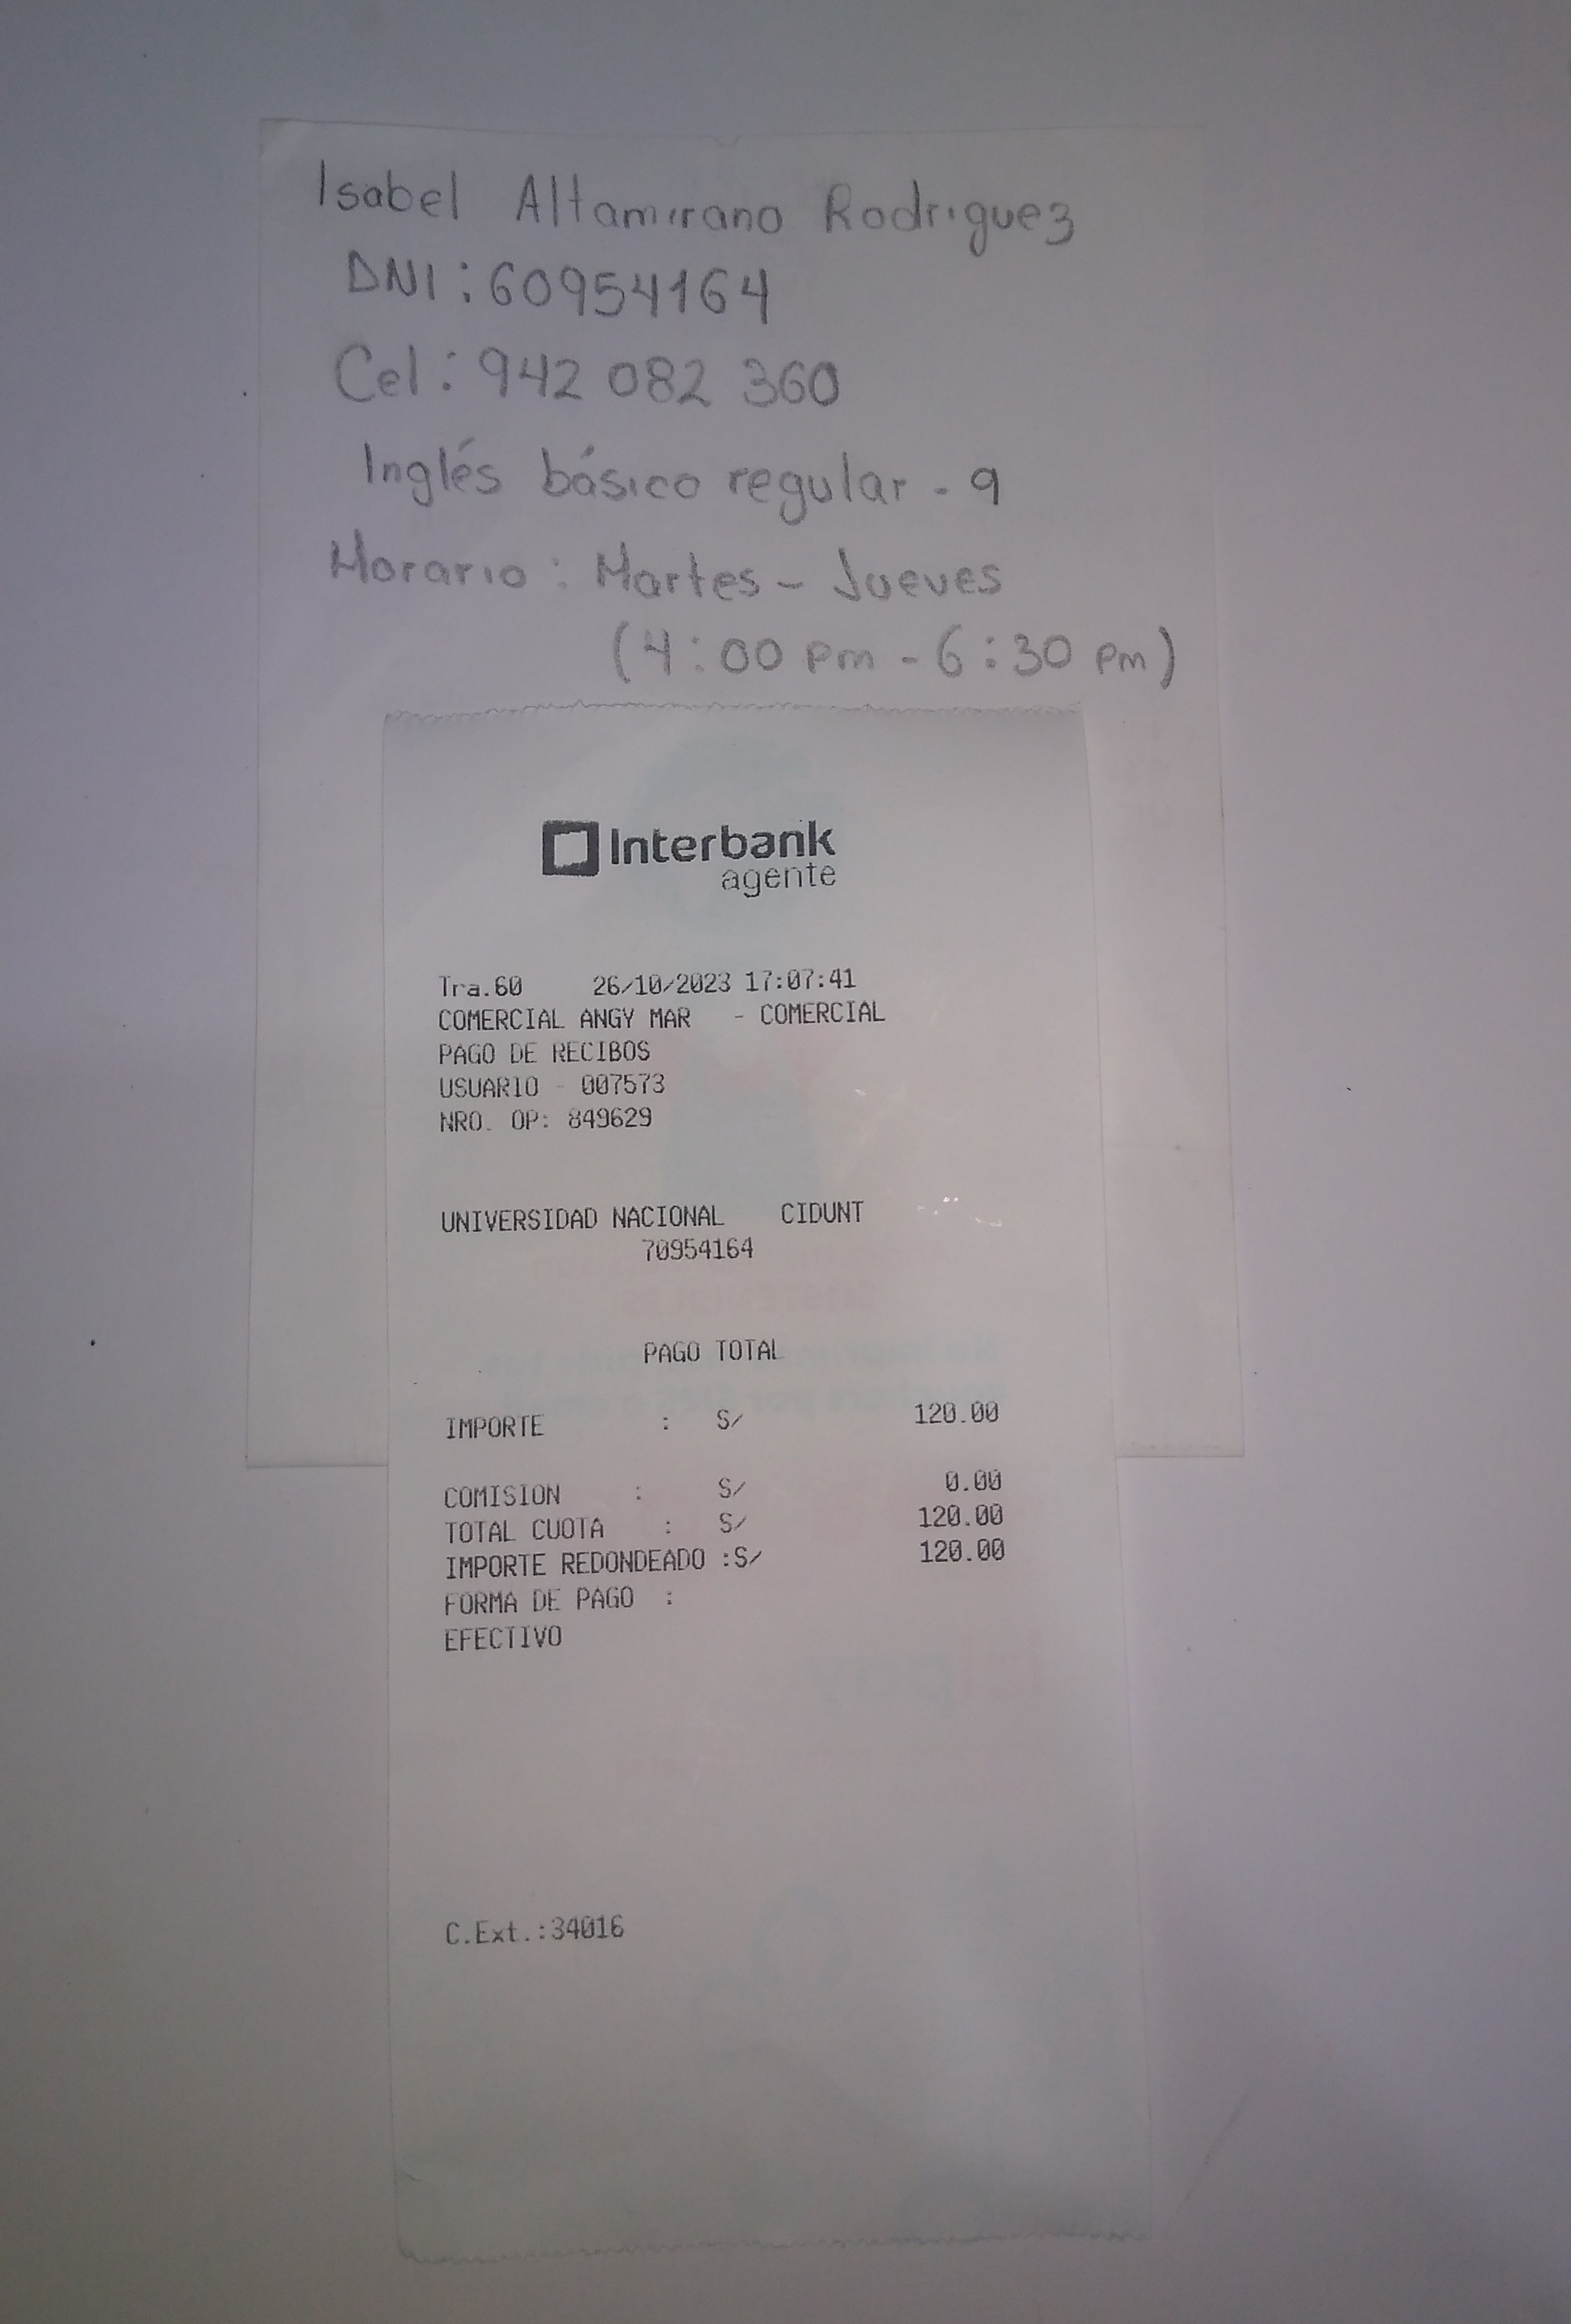 Isabel Altamirano Rodriguez
DNI: 60954164
Cel: 942 082 360
Inglés básico regular - 9
Horario: Martes - Jueves
(4:00 pm - 6:30 pm)
Interbank
agente
Tra.60 26/10/2023 17:07:41
COMERCIAL ANGY MAR - COMERCIAL
PAGO DE RECIBOS
USUARIO - 007573
NRO. OP: 849629
UNIVERSIDAD NACIONAL CIDUNT
70954164
PAGO TOTAL
IMPORTE : S/ 120.00
COMISION : S/ 0.00
TOTAL CUOTA : S/ 120.00
IMPORTE REDONDEADO :S/ 120.00
FORMA DE PAGO :
EFECTIVO
C.Ext.:34016